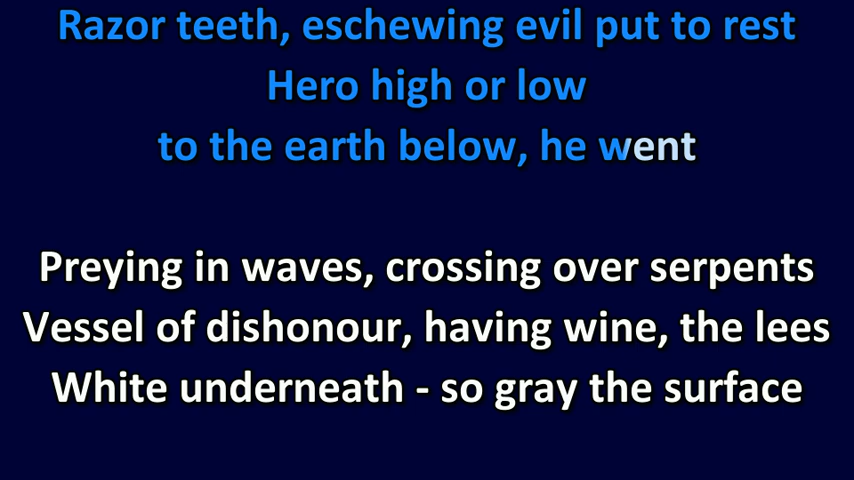 Razor teeth, eschewing evil put to rest
Hero high or low
to the earth below, he went
Preying in waves, crossing over serpents
Vessel of dishonour, having wine, the lees
White underneath - so gray the surface